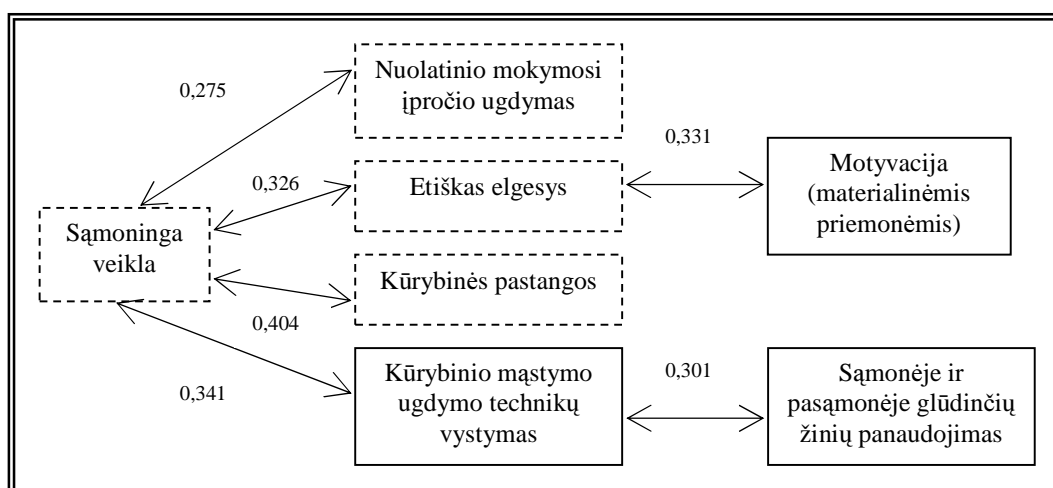 Nuolatinio mokymosi
įpročio ugdymas
0,275
0,331
Motyvacija
(materialinėmis
priemonėmis)
Etiškas elgesys
0,326
Sąmoninga
veikla
Kūrybinės pastangos
0,404
Kūrybinio mąstymo
ugdymo technikų
vystymas
0,341
0,301
Sąmonėje ir
pasąmonėje glūdinčių
žinių panaudojimas